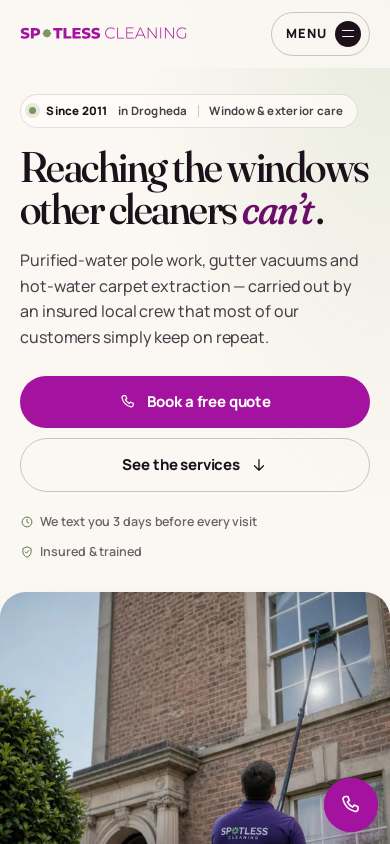 SPOTLESS CLEANING
MENU
Since 2011 in Drogheda Window & exterior care
Reaching the windows
other cleaners can't.
Purified-water pole work, gutter vacuums and
hot-water carpet extraction — carried out by
an insured local crew that most of our
customers simply keep on repeat.
Book a free quote
See the services ↓
We text you 3 days before every visit
Insured & trained
SPOTLESS
CLEANING